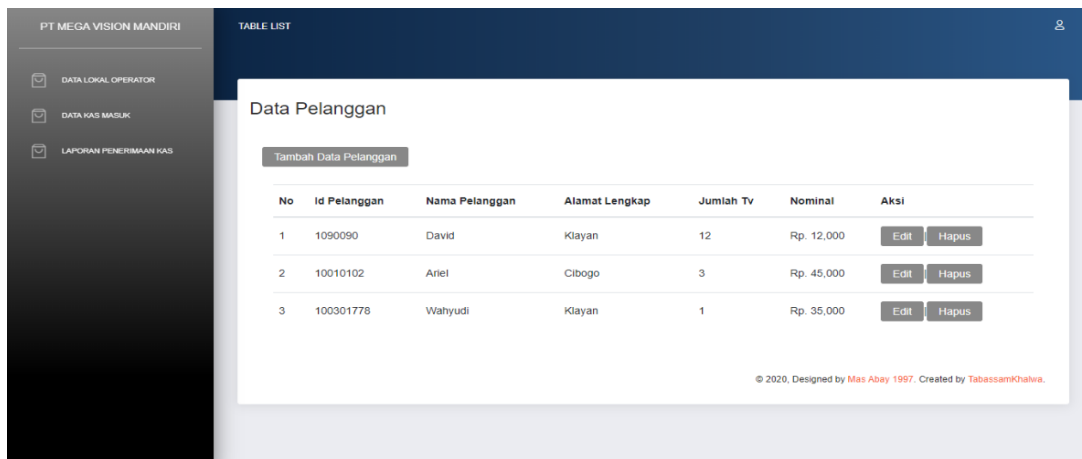 PT MEGA VISION MANDIRI
TABLE LIST
DATA LOKAL OPERATOR
DATA KAS MASUK
LAPORAN PENERIMAAN KAS
Data Pelanggan
Tambah Data Pelanggan
No Id Pelanggan Nama Pelanggan Alamat Lengkap Jumlah Tv Nominal Aksi
1 1090090 David Klayan 12 Rp. 12,000 Edit | Hapus
2 10010102 Ariel Cibogo 3 Rp. 45,000 Edit | Hapus
3 100301778 Wahyudi Klayan 1 Rp. 35,000 Edit | Hapus
© 2020, Designed by Mas Abay 1997. Created by TabassamKhalwa.